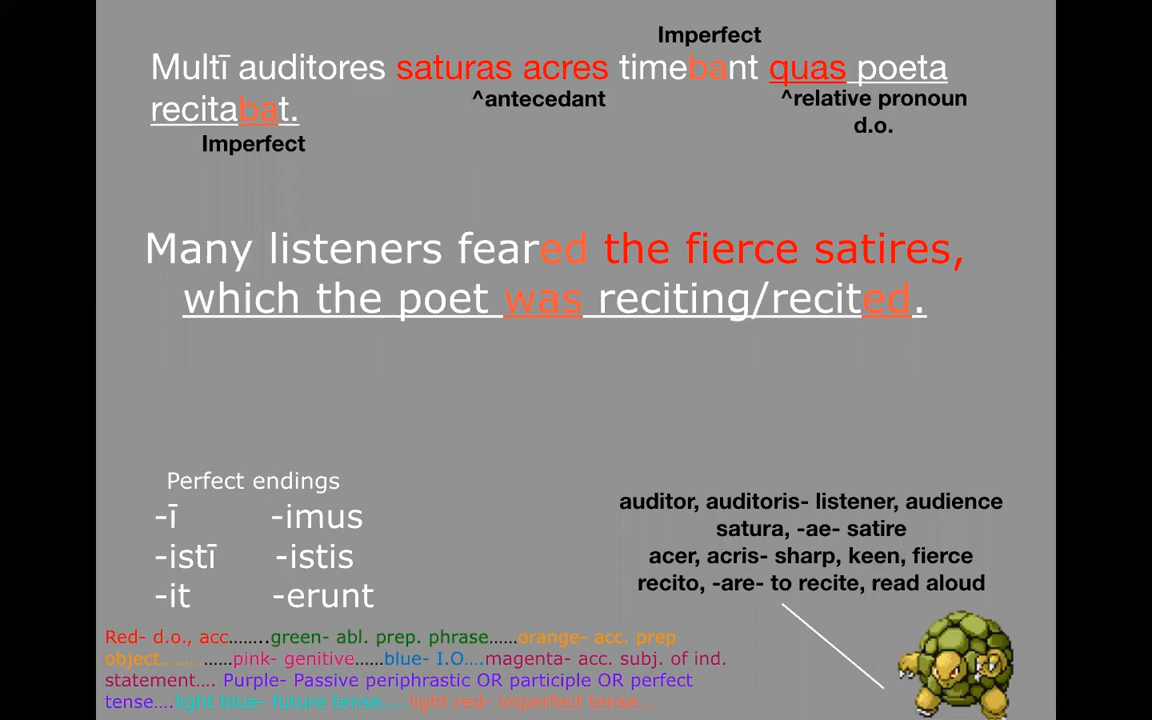 Imperfect
Multī auditores saturas acres timebant quas poeta
^antecedant ^relative pronoun
d.o.
recitabat.
Imperfect
Many listeners feared the fierce satires,
which the poet was reciting/recited.
Perfect endings
-ī -imus
-istī -istis
-it -erunt
auditor, auditoris- listener, audience
satura, -ae- satire
acer, acris- sharp, keen, fierce
recito, -are- to recite, read aloud
Red- d.o., acc……..green- abl. prep. phrase……orange- acc. prep
object……………pink- genitive……blue- I.O….magenta- acc. subj. of ind.
statement…. Purple- Passive periphrastic OR participle OR perfect
tense….light blue- future tense…..light red- imperfect tense…